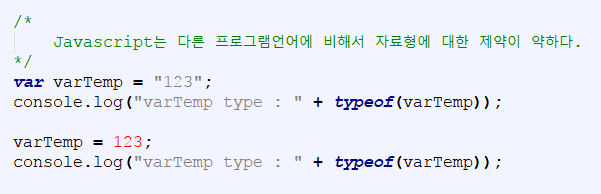 /*
Javascript는 다른 프로그램언어에 비해서 자료형에 대한 제약이 약하다.
*/
var varTemp = "123";
console.log("varTemp type : " + typeof(varTemp));
varTemp = 123;
console.log("varTemp type : " + typeof(varTemp));